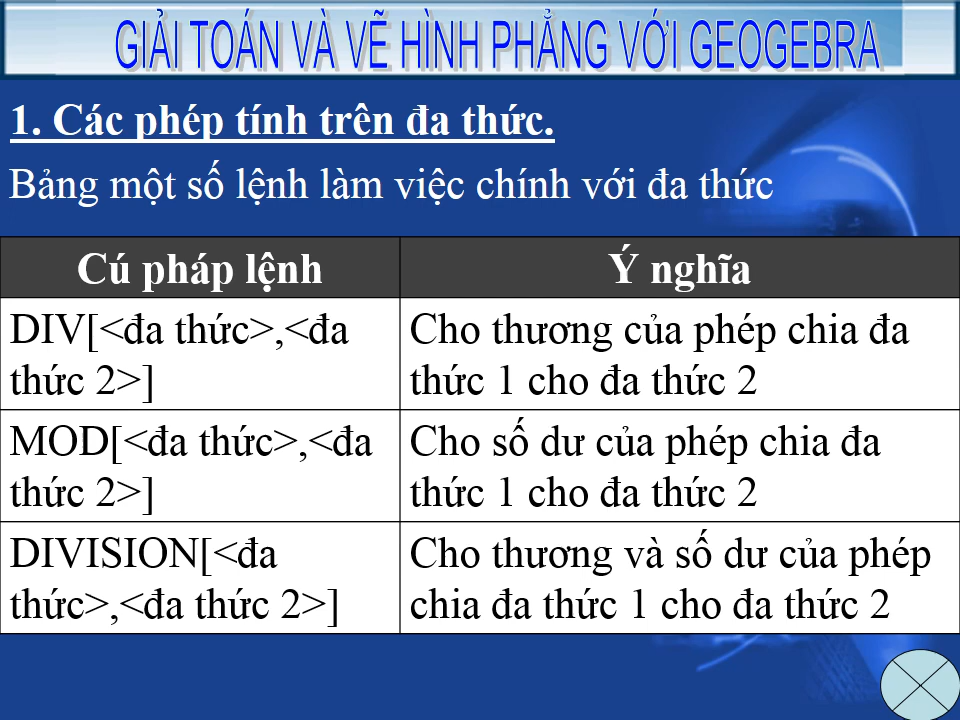 GIẢI TOÁN VÀ VẼ HÌNH PHẲNG VỚI GEOGEBRA
1. Các phép tính trên đa thức.
Bảng một số lệnh làm việc chính với đa thức
Cú pháp lệnh
Ý nghĩa
DIV[<đa thức>,<đa
thức 2>]
Cho thương của phép chia đa
thức 1 cho đa thức 2
MOD[<đa thức>,<đa
thức 2>]
Cho số dư của phép chia đa
thức 1 cho đa thức 2
DIVISION[<đa
thức>,<đa thức 2>]
Cho thương và số dư của phép
chia đa thức 1 cho đa thức 2